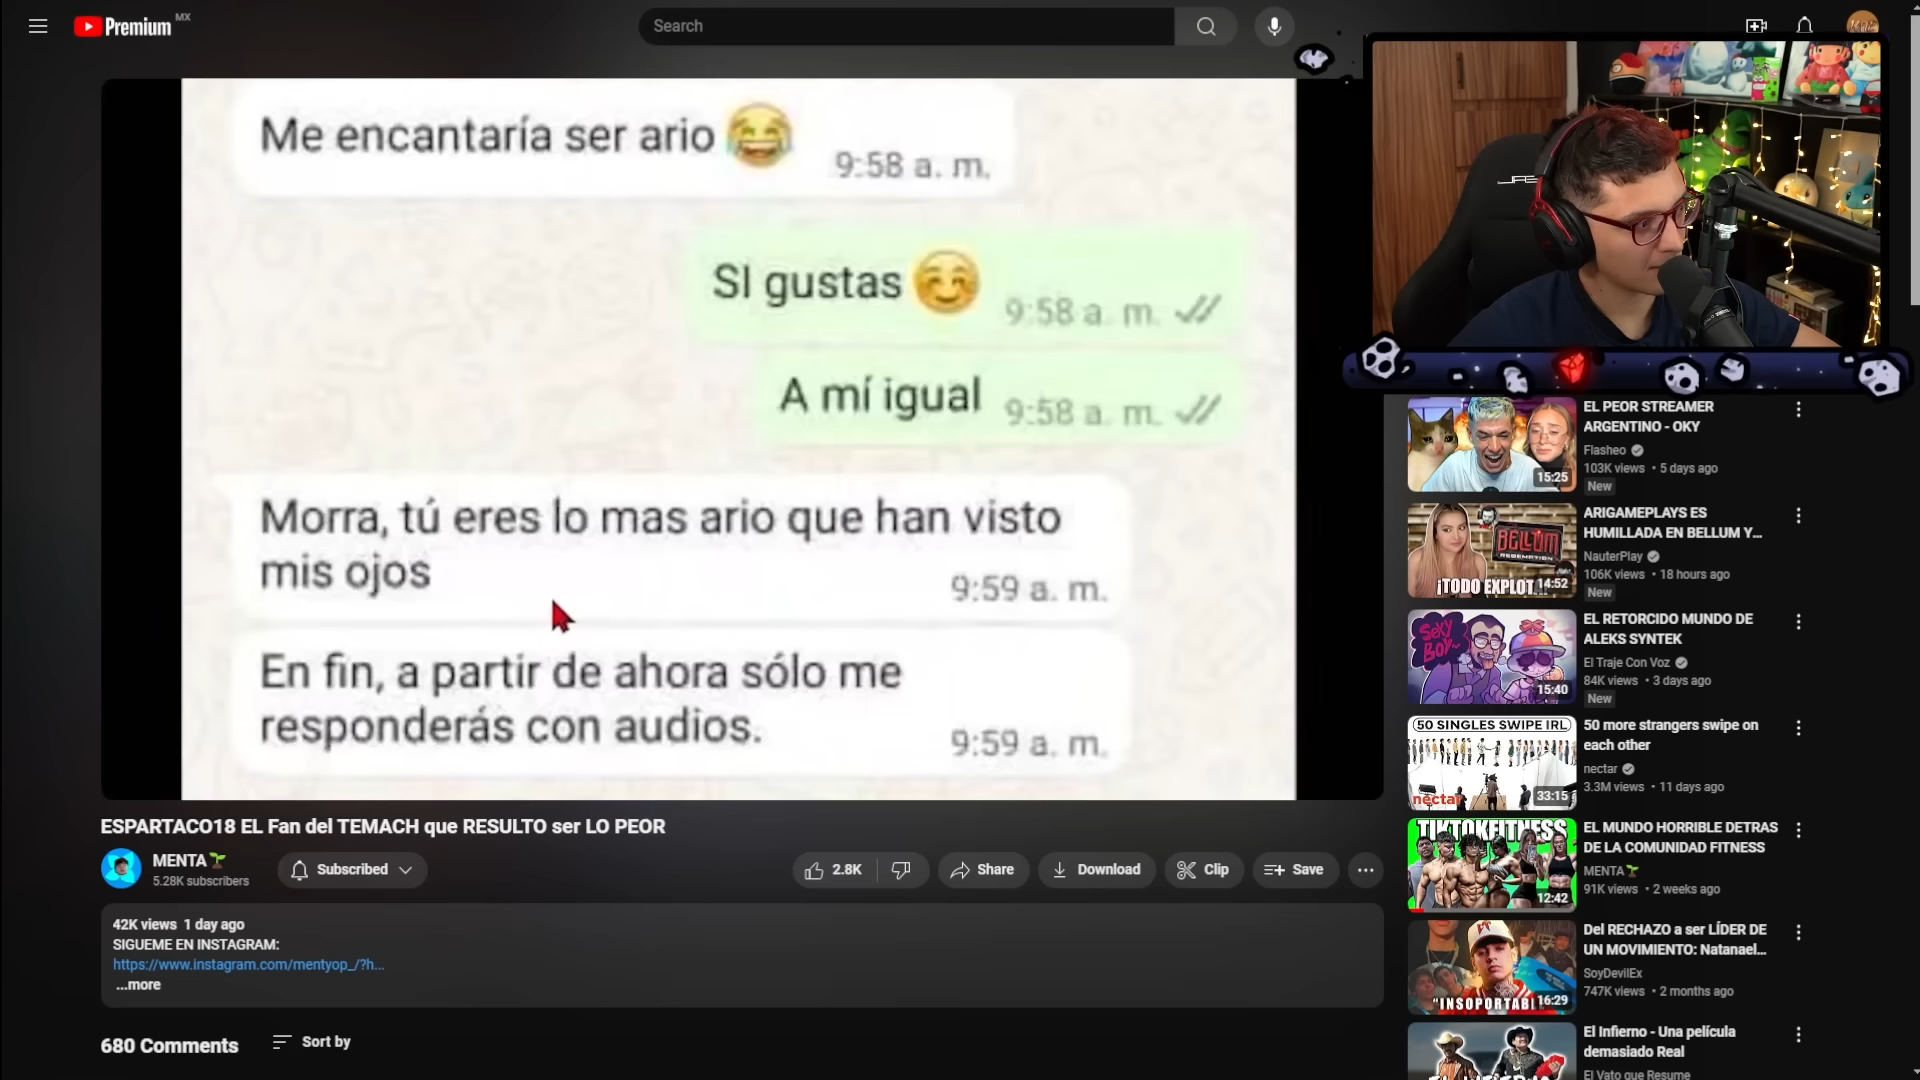 Premium MX
Search
Me encantaría ser ario 😂
9:58 a. m.
SI gustas ☺️
9:58 a. m.
A mí igual
9:58 a. m.
Morra, tú eres lo mas ario que han visto
mis ojos
9:59 a. m.
En fin, a partir de ahora sólo me
responderás con audios.
9:59 a. m.
ESPARTACO18 EL Fan del TEMACH que RESULTO ser LO PEOR
MENTA🌱
5.28K subscribers
Subscribed
2.8K
Share
Download
Clip
Save
42K views 1 day ago
SIGUEME EN INSTAGRAM:
https://www.instagram.com/mentyop_/?h...
...more
680 Comments
Sort by
EL PEOR STREAMER
ARGENTINO - OKY
Flasheo
103K views • 5 days ago
New
15:25
ARIGAMEPLAYS ES
HUMILLADA EN BELLUM Y...
NauterPlay
106K views • 18 hours ago
New
BELLUM
REDEMPTION
¡TODO EXPLOT
14:52
EL RETORCIDO MUNDO DE
ALEKS SYNTEK
El Traje Con Voz
84K views • 3 days ago
New
SEXY
BOY
15:40
50 SINGLES SWIPE IRL
nectar
33:15
50 more strangers swipe on
each other
nectar
3.3M views • 11 days ago
TIKTOKFITNESS
12:42
EL MUNDO HORRIBLE DETRAS
DE LA COMUNIDAD FITNESS
MENTA🌱
91K views • 2 weeks ago
"INSOPORTABL
16:29
Del RECHAZO a ser LÍDER DE
UN MOVIMIENTO: Natanael...
SoyDevilEx
747K views • 2 months ago
El Infierno - Una película
demasiado Real
El Vato que Resume